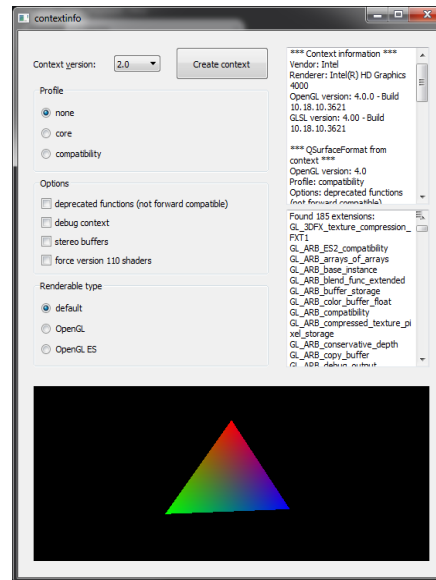 contextinfo
Context version:
2.0
Create context
Profile
none
core
compatibility
Options
deprecated functions (not forward compatible)
debug context
stereo buffers
force version 110 shaders
Renderable type
default
OpenGL
OpenGL ES
*** Context information ***
Vendor: Intel
Renderer: Intel(R) HD Graphics
4000
OpenGL version: 4.0.0 - Build
10.18.10.3621
GLSL version: 4.00 - Build
10.18.10.3621
*** QSurfaceFormat from
context ***
OpenGL version: 4.0
Profile: compatibility
Options: deprecated functions
(not forward compatible)
Found 185 extensions:
GL_3DFX_texture_compression_
FXT1
GL_ARB_ES2_compatibility
GL_ARB_arrays_of_arrays
GL_ARB_base_instance
GL_ARB_blend_func_extended
GL_ARB_buffer_storage
GL_ARB_color_buffer_float
GL_ARB_compatibility
GL_ARB_compressed_texture_pi
xel_storage
GL_ARB_conservative_depth
GL_ARB_copy_buffer
GL_ARB_debug_output